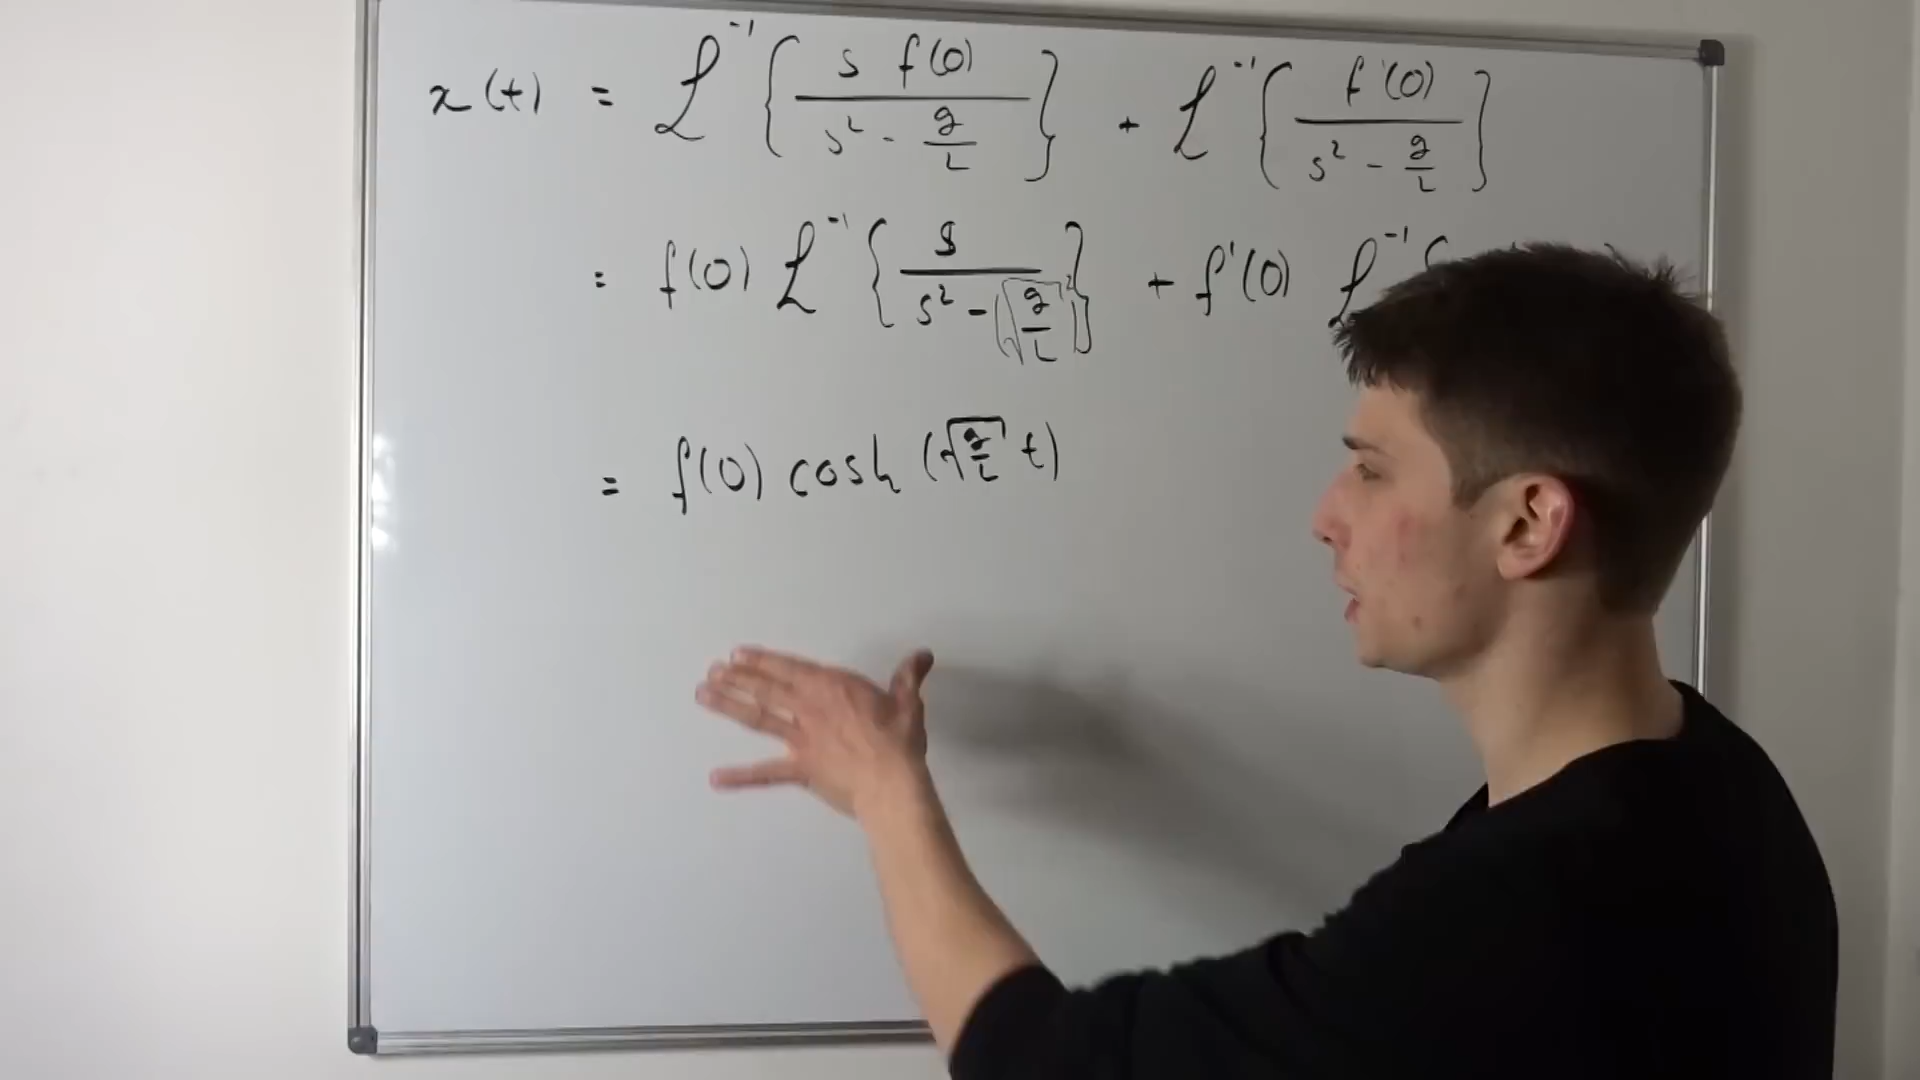 x(t) = ℒ⁻¹{ s f(0) / (s² - g/L) } + ℒ⁻¹{ f'(0) / (s² - g/L) }
= f(0) ℒ⁻¹{ s / (s² - (√(g/L))²) } + f'(0) ℒ⁻¹{
= f(0) cosh (√(g/L) t)